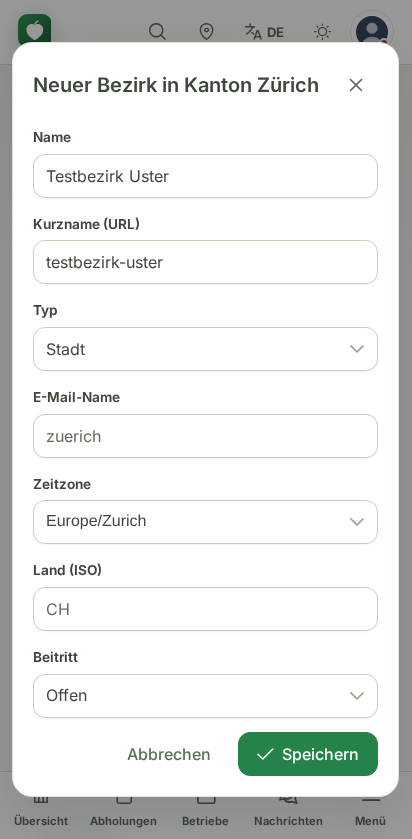 DE
Neuer Bezirk in Kanton Zürich
Name
Testbezirk Uster
Kurzname (URL)
testbezirk-uster
Typ
Stadt
E-Mail-Name
zuerich
Zeitzone
Europe/Zurich
Land (ISO)
CH
Beitritt
Offen
Abbrechen Speichern
Übersicht Abholungen Betriebe Nachrichten Menü